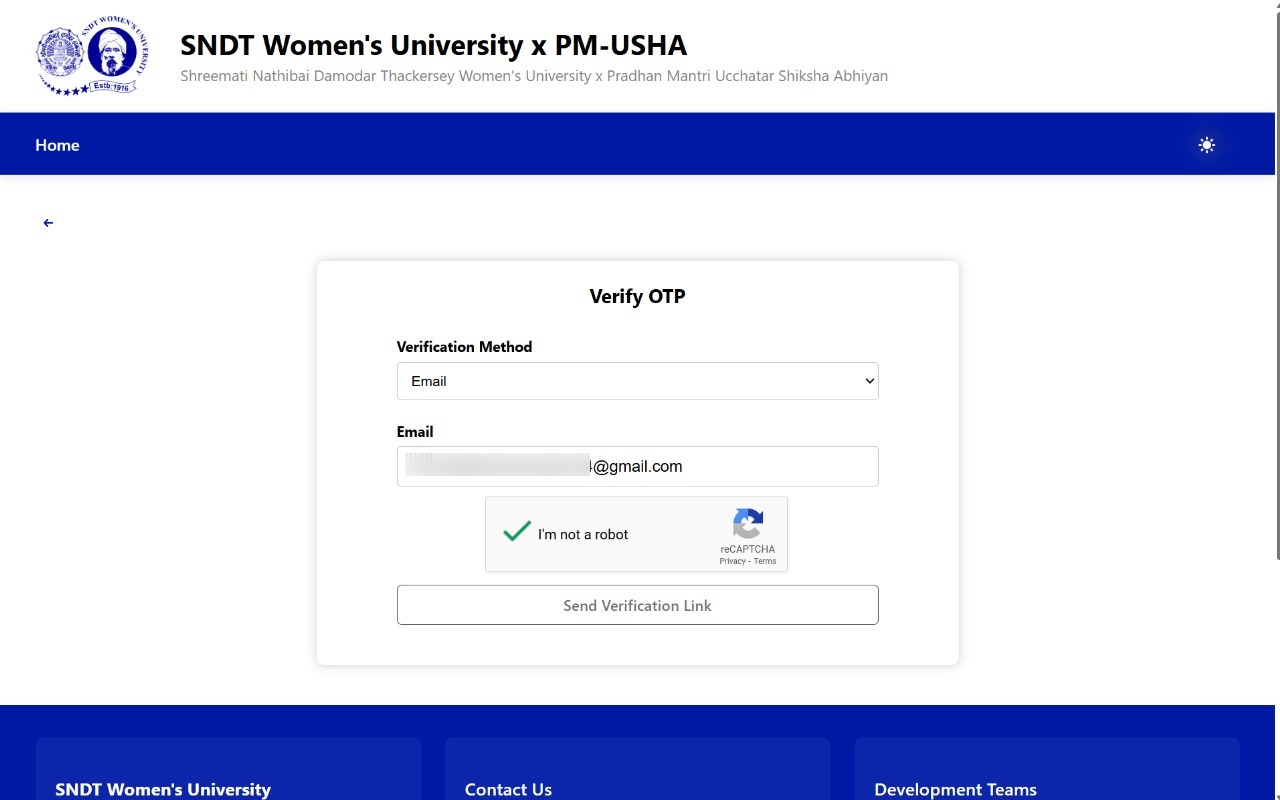 SNDT WOMEN'S UNIVERSITY
Estb:1916
SNDT Women's University x PM-USHA
Shreemati Nathibai Damodar Thackersey Women's University x Pradhan Mantri Ucchatar Shiksha Abhiyan
Home
Verify OTP
Verification Method
Email
Email
4@gmail.com
I'm not a robot
reCAPTCHA
Privacy - Terms
Send Verification Link
SNDT Women's University
Contact Us
Development Teams